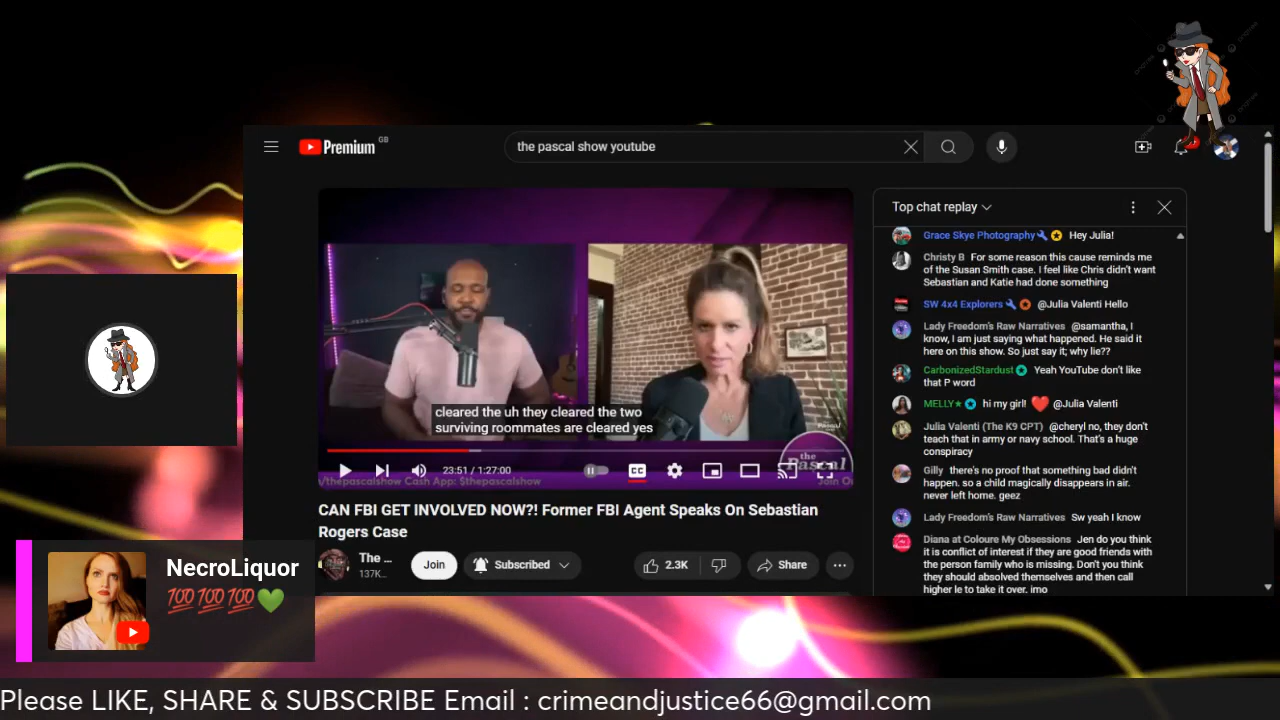 Premium GB
the pascal show youtube
cleared the uh they cleared the two
surviving roommates are cleared yes
the
Pascal
23:51 / 1:27:00
/thepascalshow Cash App: $thepascalshow
Join O
CAN FBI GET INVOLVED NOW?! Former FBI Agent Speaks On Sebastian
Rogers Case
The ...
137K...
Join
Subscribed
2.3K
Share
Top chat replay
Grace Skye Photography Hey Julia!
Christy B For some reason this cause reminds me
of the Susan Smith case. I feel like Chris didn't want
Sebastian and Katie had done something
SW 4x4 Explorers @Julia Valenti Hello
Lady Freedom's Raw Narratives @samantha, I
know, I am just saying what happened. He said it
here on this show. So just say it; why lie??
CarbonizedStardust Yeah YouTube don't like
that P word
MELLY★ hi my girl! @Julia Valenti
Julia Valenti (The K9 CPT) @cheryl no, they don't
teach that in army or navy school. That's a huge
conspiracy
Gilly there's no proof that something bad didn't
happen. so a child magically disappears in air.
never left home. geez
Lady Freedom's Raw Narratives Sw yeah I know
Diana at Coloure My Obsessions Jen do you think
it is conflict of interest if they are good friends with
the person family who is missing. Don't you think
they should absolved themselves and then call
higher le to take it over. imo
NecroLiquor
💯💯💯💚
Please LIKE, SHARE & SUBSCRIBE Email : crimeandjustice66@gmail.com